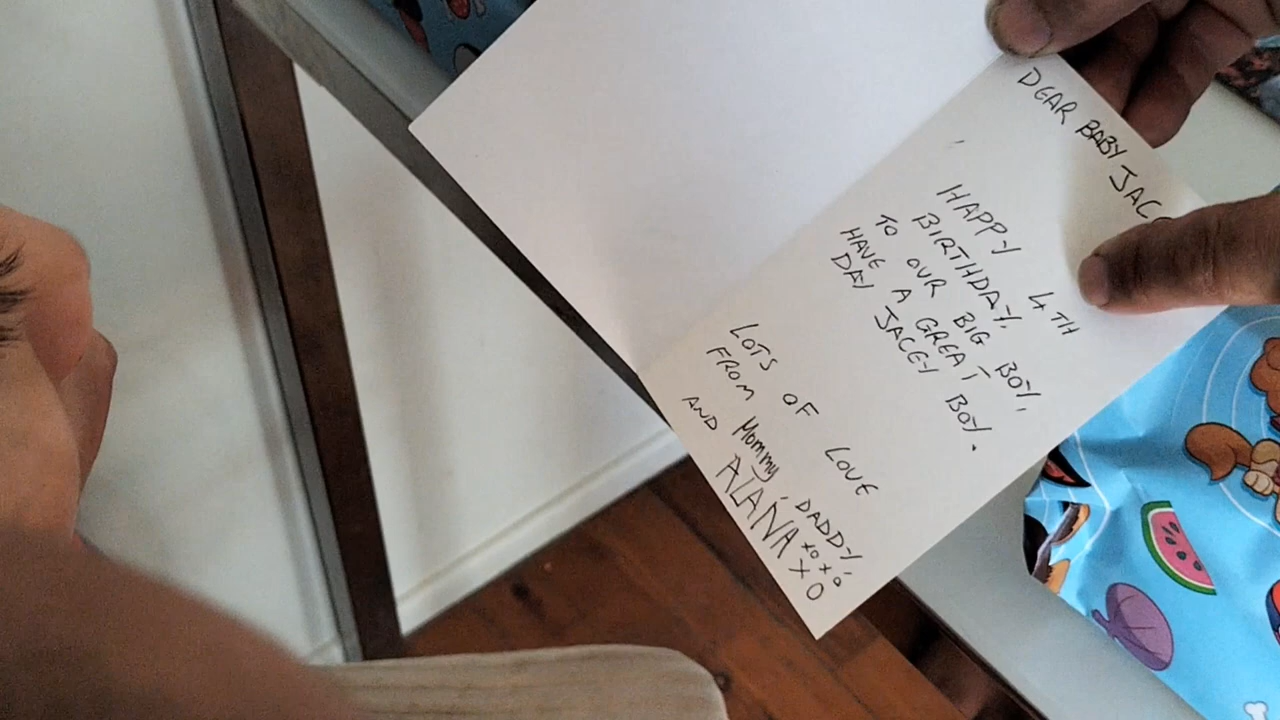 DEAR BABY JACO
HAPPY 4TH
BIRTHDAY.
TO OUR BIG BOY.
HAVE A GREAT
DAY JACEY BOY.
LOTS OF LOVE
FROM Mommy, DADDY,
AND ALANA xoxo
XO